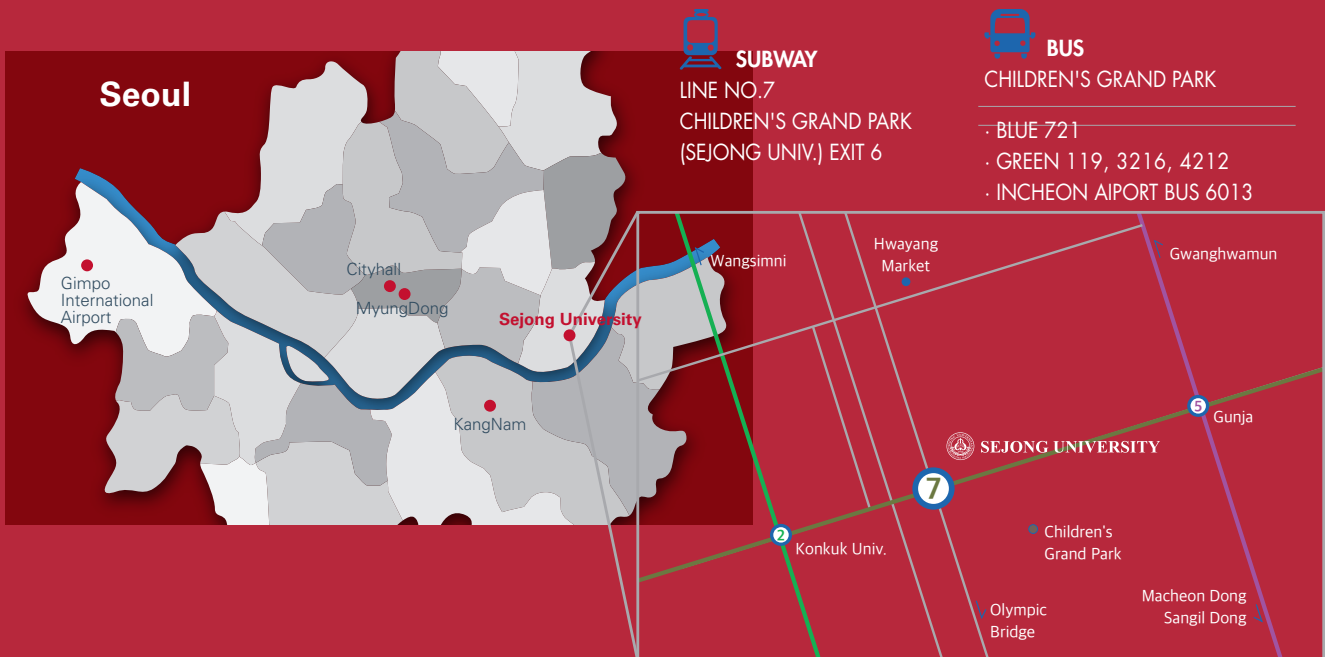 Seoul
Gimpo
International
Airport
Cityhall
MyungDong
Sejong University
KangNam
SUBWAY
LINE NO.7
CHILDREN'S GRAND PARK
(SEJONG UNIV.) EXIT 6
BUS
CHILDREN'S GRAND PARK
· BLUE 721
· GREEN 119, 3216, 4212
· INCHEON AIPORT BUS 6013
Wangsimni
Hwayang
Market
Gwanghwamun
5
Gunja
SEJONG UNIVERSITY
7
2
Konkuk Univ.
Children's
Grand Park
Olympic
Bridge
Macheon Dong
Sangil Dong